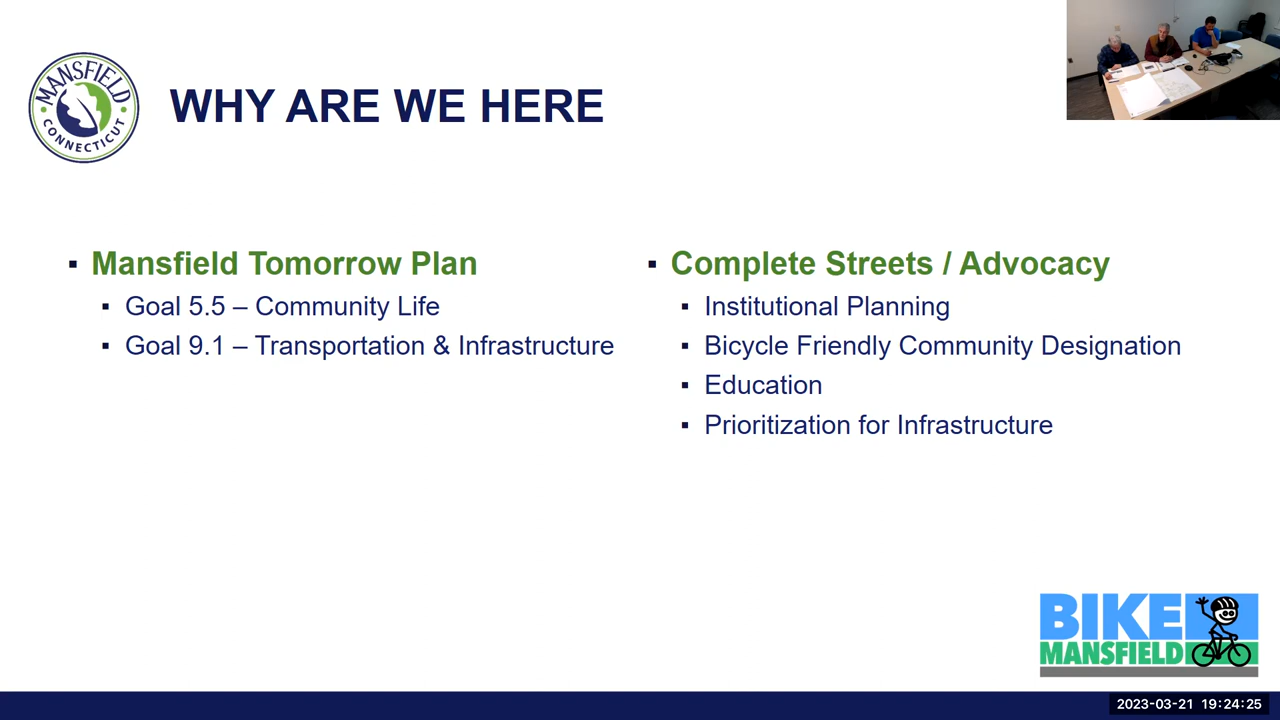 MANSFIELD
CONNECTICUT
WHY ARE WE HERE
▪ Mansfield Tomorrow Plan
▪ Goal 5.5 – Community Life
▪ Goal 9.1 – Transportation & Infrastructure
▪ Complete Streets / Advocacy
▪ Institutional Planning
▪ Bicycle Friendly Community Designation
▪ Education
▪ Prioritization for Infrastructure
BIKE
MANSFIELD
2023-03-21 19:24:25